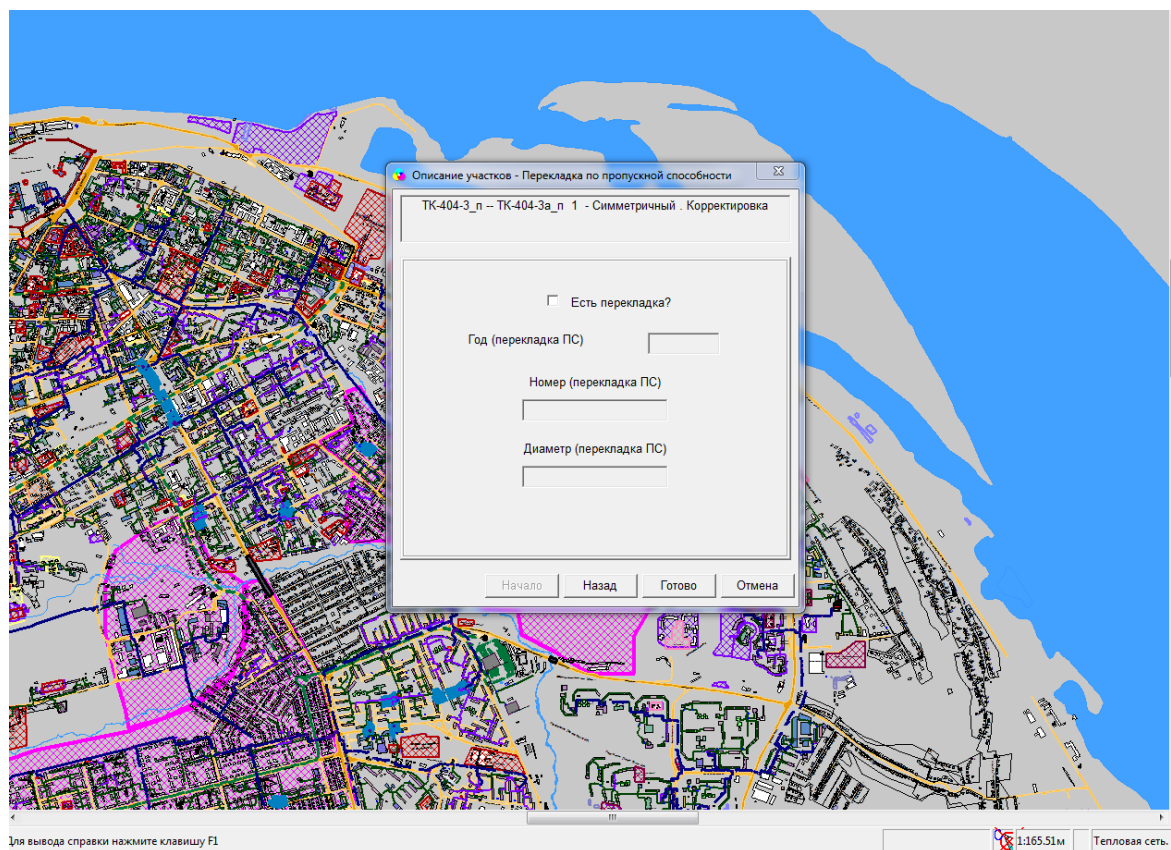 Описание участков - Перекладка по пропускной способности
ТК-404-3_п -- ТК-404-3а_п 1 - Симметричный . Корректировка
Есть перекладка?
Год (перекладка ПС)
Номер (перекладка ПС)
Диаметр (перекладка ПС)
Начало Назад Готово Отмена
Для вывода справки нажмите клавишу F1
1:165.51м Тепловая сеть.